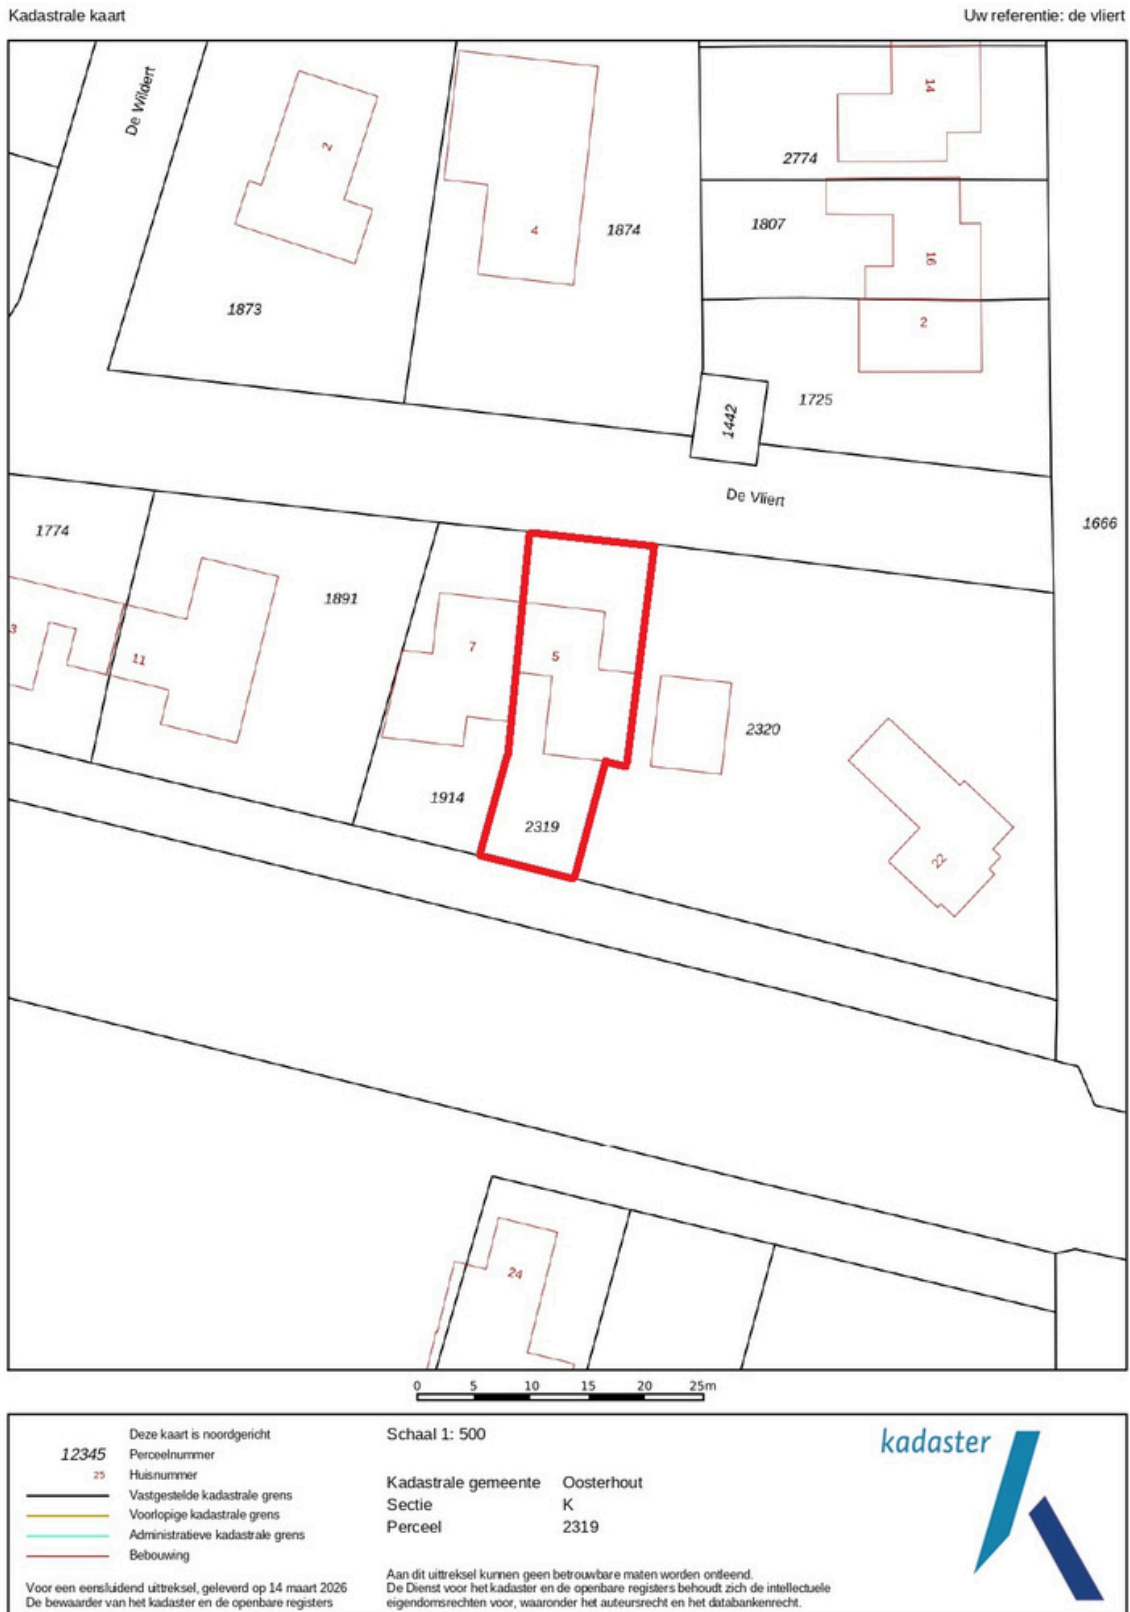 Kadastrale kaart
Uw referentie: de vliert
De Wildert
2
4
14
2774
1874
1807
16
1873
2
1725
1442
De Vliert
1666
1774
1891
3
11
7
5
2320
1914
2319
22
24
0 5 10 15 20 25m
Deze kaart is noordgericht
12345 Perceelnummer
25 Huisnummer
Vastgestelde kadastrale grens
Voorlopige kadastrale grens
Administratieve kadastrale grens
Bebouwing
Voor een eensluidend uittreksel, geleverd op 14 maart 2026
De bewaarder van het kadaster en de openbare registers
Schaal 1: 500
Kadastrale gemeente Oosterhout
Sectie K
Perceel 2319
Aan dit uittreksel kunnen geen betrouwbare maten worden ontleend.
De Dienst voor het kadaster en de openbare registers behoudt zich de intellectuele
eigendomsrechten voor, waaronder het auteursrecht en het databankenrecht.
kadaster